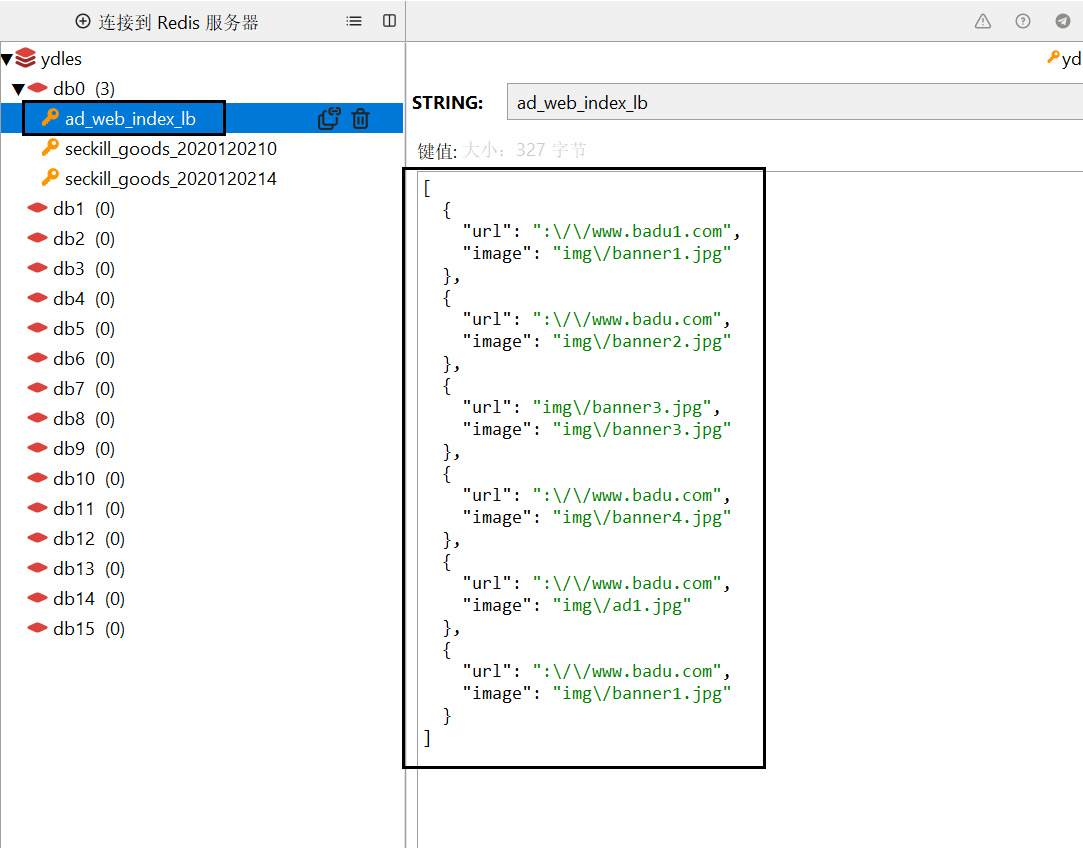 连接到 Redis 服务器
ydles
db0 (3)
ad_web_index_lb
seckill_goods_2020120210
seckill_goods_2020120214
db1 (0)
db2 (0)
db3 (0)
db4 (0)
db5 (0)
db6 (0)
db7 (0)
db8 (0)
db9 (0)
db10 (0)
db11 (0)
db12 (0)
db13 (0)
db14 (0)
db15 (0)
yd
STRING: ad_web_index_lb
键值: 大小: 327 字节
[
{
"url": ":\/\/www.badu1.com",
"image": "img\/banner1.jpg"
},
{
"url": ":\/\/www.badu.com",
"image": "img\/banner2.jpg"
},
{
"url": "img\/banner3.jpg",
"image": "img\/banner3.jpg"
},
{
"url": ":\/\/www.badu.com",
"image": "img\/banner4.jpg"
},
{
"url": ":\/\/www.badu.com",
"image": "img\/ad1.jpg"
},
{
"url": ":\/\/www.badu.com",
"image": "img\/banner1.jpg"
}
]